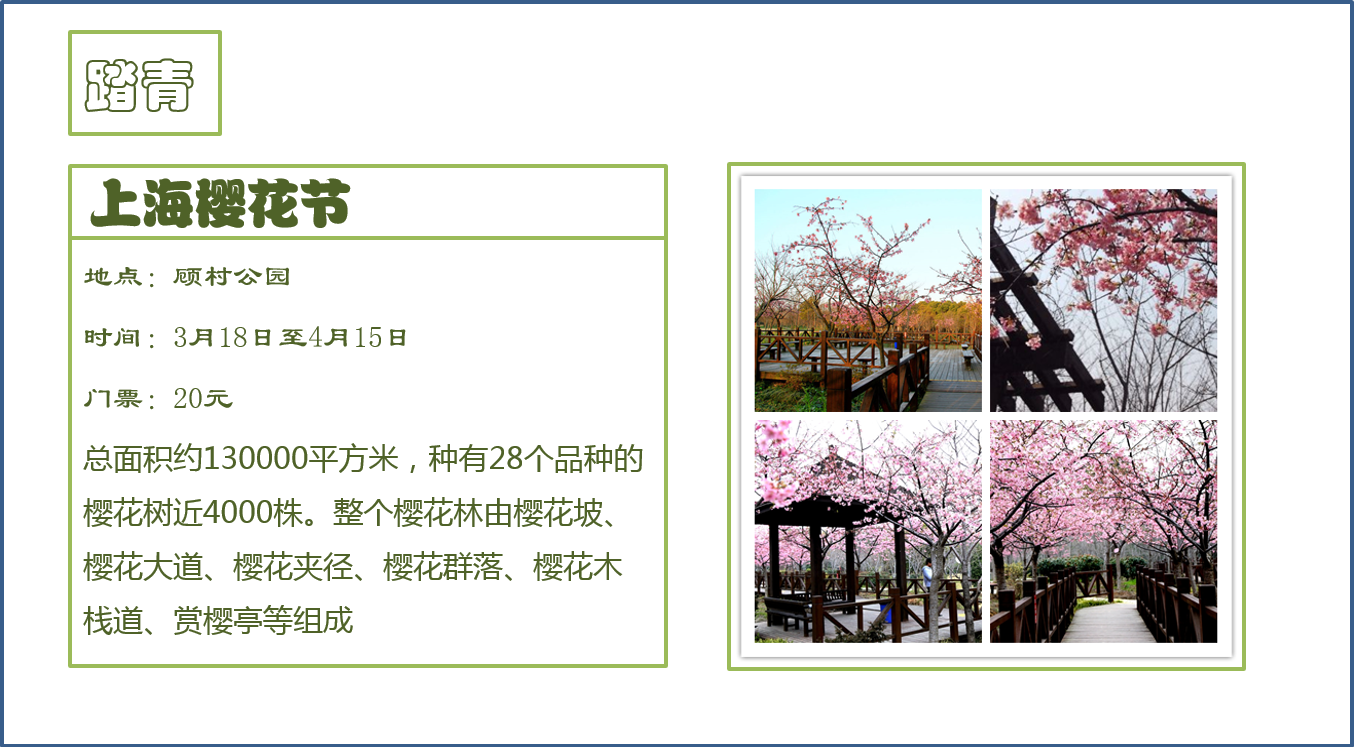 踏青
上海樱花节
地点：顾村公园
时间：3月18日至4月15日
门票：20元
总面积约130000平方米，种有28个品种的
樱花树近4000株。整个樱花林由樱花坡、
樱花大道、樱花夹径、樱花群落、樱花木
栈道、赏樱亭等组成